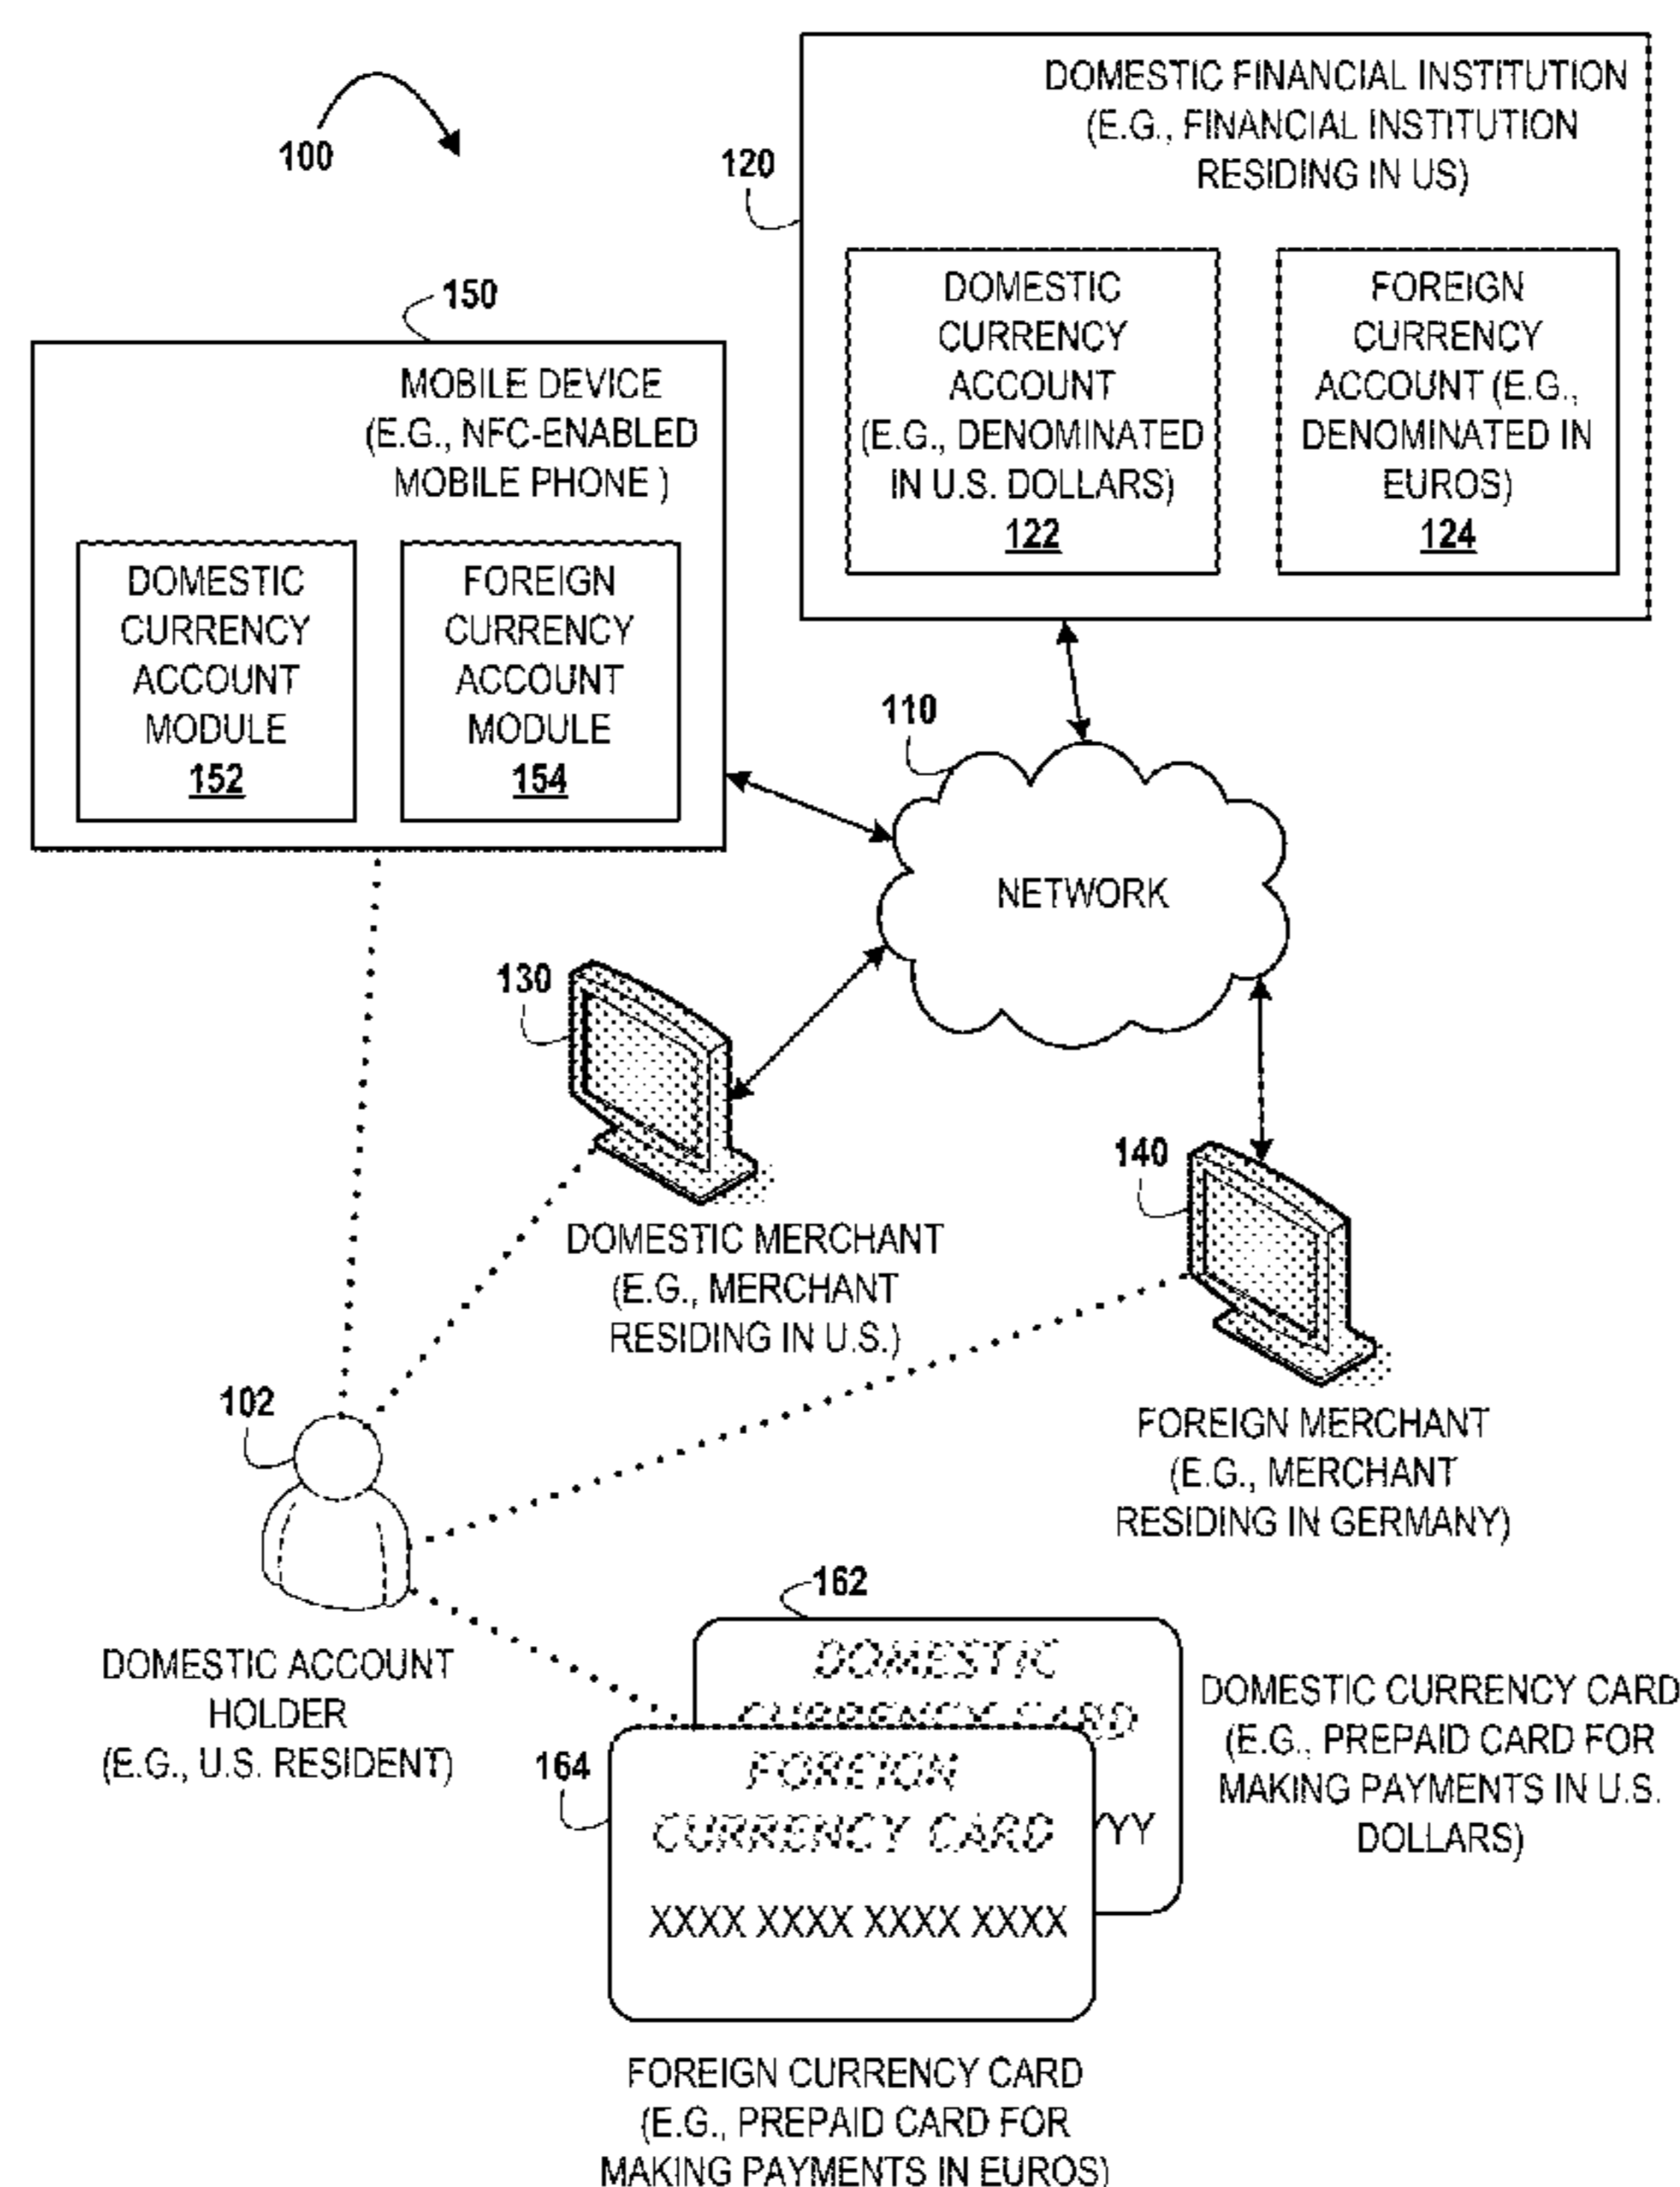 100
120
DOMESTIC FINANCIAL INSTITUTION
(E.G., FINANCIAL INSTITUTION
RESIDING IN US)
DOMESTIC
CURRENCY
ACCOUNT
(E.G., DENOMINATED
IN U.S. DOLLARS)
122
FOREIGN
CURRENCY
ACCOUNT (E.G.,
DENOMINATED IN
EUROS)
124
150
MOBILE DEVICE
(E.G., NFC-ENABLED
MOBILE PHONE )
DOMESTIC
CURRENCY
ACCOUNT
MODULE
152
FOREIGN
CURRENCY
ACCOUNT
MODULE
154
110
NETWORK
130
DOMESTIC MERCHANT
(E.G., MERCHANT
RESIDING IN U.S.)
140
FOREIGN MERCHANT
(E.G., MERCHANT
RESIDING IN GERMANY)
102
DOMESTIC ACCOUNT
HOLDER
(E.G., U.S. RESIDENT)
162
DOMESTIC
CURRENCY CARD
YYY
DOMESTIC CURRENCY CARD
(E.G., PREPAID CARD FOR
MAKING PAYMENTS IN U.S.
DOLLARS)
164
FOREIGN
CURRENCY CARD
XXXX XXXX XXXX XXXX
FOREIGN CURRENCY CARD
(E.G., PREPAID CARD FOR
MAKING PAYMENTS IN EUROS)